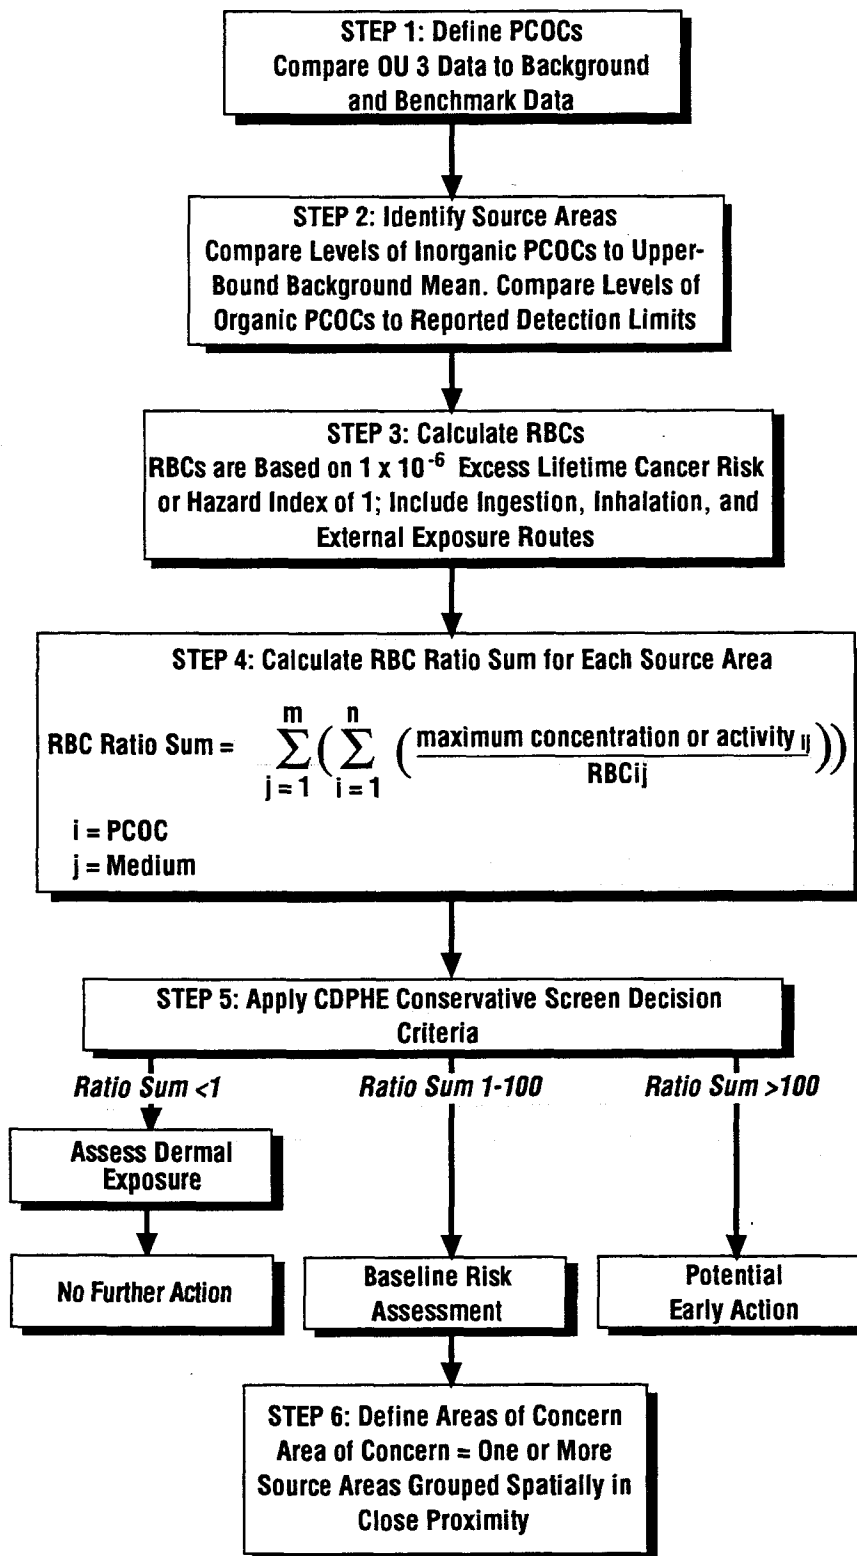 STEP 1: Define PCOCs
Compare OU 3 Data to Background
and Benchmark Data
STEP 2: Identify Source Areas
Compare Levels of Inorganic PCOCs to Upper-
Bound Background Mean. Compare Levels of
Organic PCOCs to Reported Detection Limits
STEP 3: Calculate RBCs
RBCs are Based on 1 x 10⁻⁶ Excess Lifetime Cancer Risk
or Hazard Index of 1; Include Ingestion, Inhalation, and
External Exposure Routes
STEP 4: Calculate RBC Ratio Sum for Each Source Area
m n
RBC Ratio Sum = ∑ ( ∑ ( maximum concentration or activity ij ) )
j = 1 i = 1 RBCij
i = PCOC
j = Medium
STEP 5: Apply CDPHE Conservative Screen Decision
Criteria
Ratio Sum <1 Ratio Sum 1-100 Ratio Sum >100
Assess Dermal
Exposure
No Further Action
Baseline Risk
Assessment
Potential
Early Action
STEP 6: Define Areas of Concern
Area of Concern = One or More
Source Areas Grouped Spatially in
Close Proximity